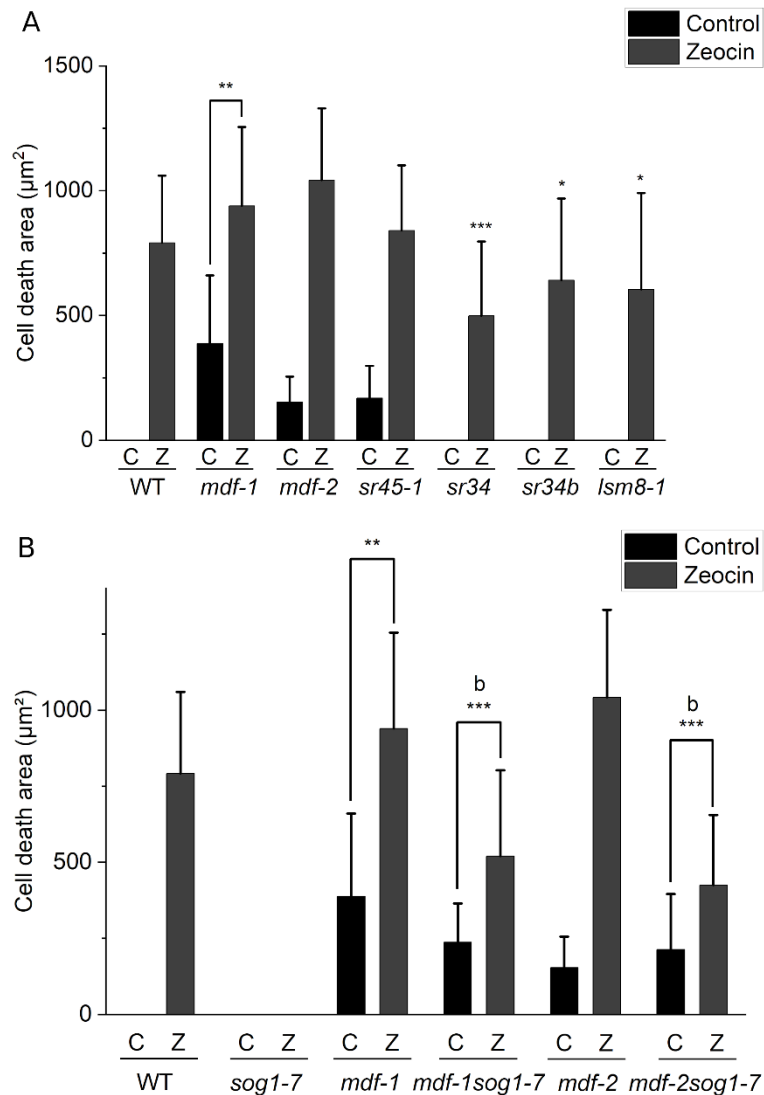 A
Control
Zeocin
Cell death area (µm²)
1500
1000
500
0
**
***
*
*
C Z C Z C Z C Z C Z C Z C Z
WT mdf-1 mdf-2 sr45-1 sr34 sr34b lsm8-1
B
Control
Zeocin
Cell death area (µm²)
1000
500
0
**
b
***
b
***
C Z C Z C Z C Z C Z C Z
WT sog1-7 mdf-1 mdf-1sog1-7 mdf-2 mdf-2sog1-7